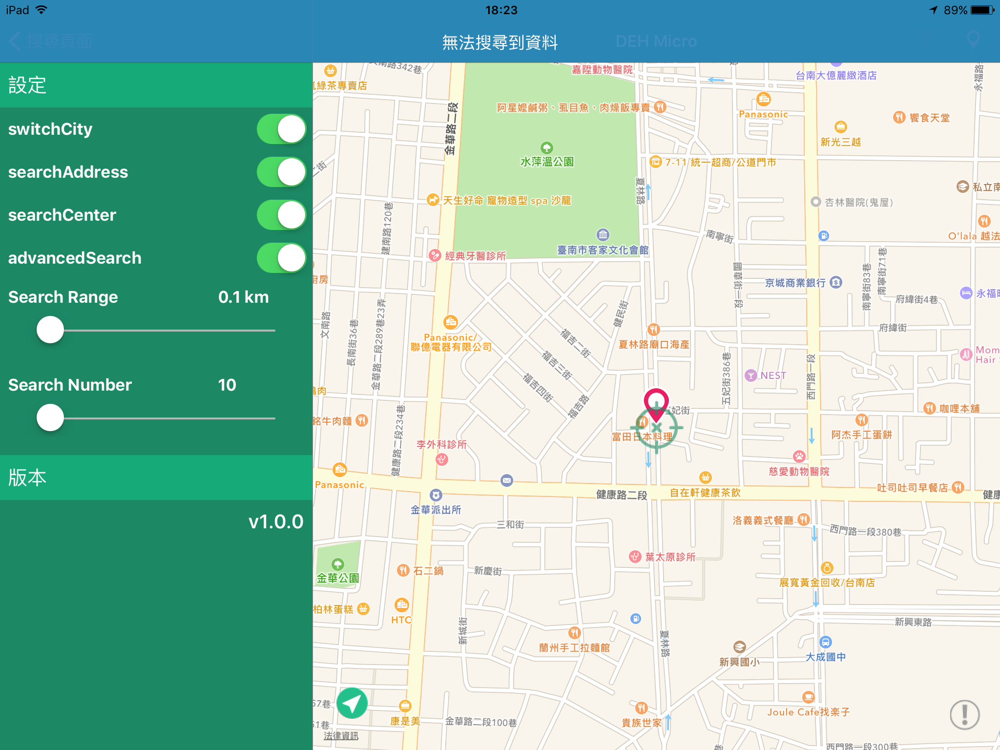 iPad
18:23
89%
搜尋頁面
無法搜尋到資料
DEH Micro
設定
switchCity
searchAddress
searchCenter
advancedSearch
Search Range
0.1 km
Search Number
10
版本
v1.0.0
文南路342巷
嘉陞動物醫院
台南大億麗緻酒店
永福路
綠茶專賣店
金華路二段
阿星嬤鹹粥、虱目魚、肉燥飯專賣
Panasonic
饗食天堂
新光三越
水萍溫公園
7-11 統一超商/公道門市
二街
夏林路
私立南
天生好命 寵物造型 spa 沙龍
杏林醫院(鬼屋)
建南路120巷
南寧街
O'lala 越法
臺南市客家文化會館
經典牙醫診所
國華街一段
南寧街83巷
南寧街71巷
廚房
京城商業銀行
永福
府緯街4巷
健民街
文南路
長南街36巷
金華路二段289巷23弄
府緯街
Panasonic/
聯億電器有限公司
福吉二街
夏林路廟口海產
Mom
Hair
福吉三街
五妃街386巷
NEST
西門路一段
福吉四街
鵝肉
福吉路
五妃街
咖哩本舖
銘牛肉麵
健康路二段234巷
富田日本料理
阿杰手工蛋餅
李外科診所
慈愛動物醫院
Panasonic
健康路二段
自在軒健康茶飲
吐司吐司早餐店
健康
金華派出所
三和街
洛義義式餐廳
西門路一段380巷
葉太原診所
金華公園
石二鍋
新慶街
展寬黃金回收/台南店
柏林蛋糕
HTC
新城街
新興東路
蘭州手工拉麵館
夏林路
新興國小
大成國中
57巷
康是美
金華路二段100巷
貴族世家
Joule Cafe找楽子
51巷
法律資訊
西門路一段300巷